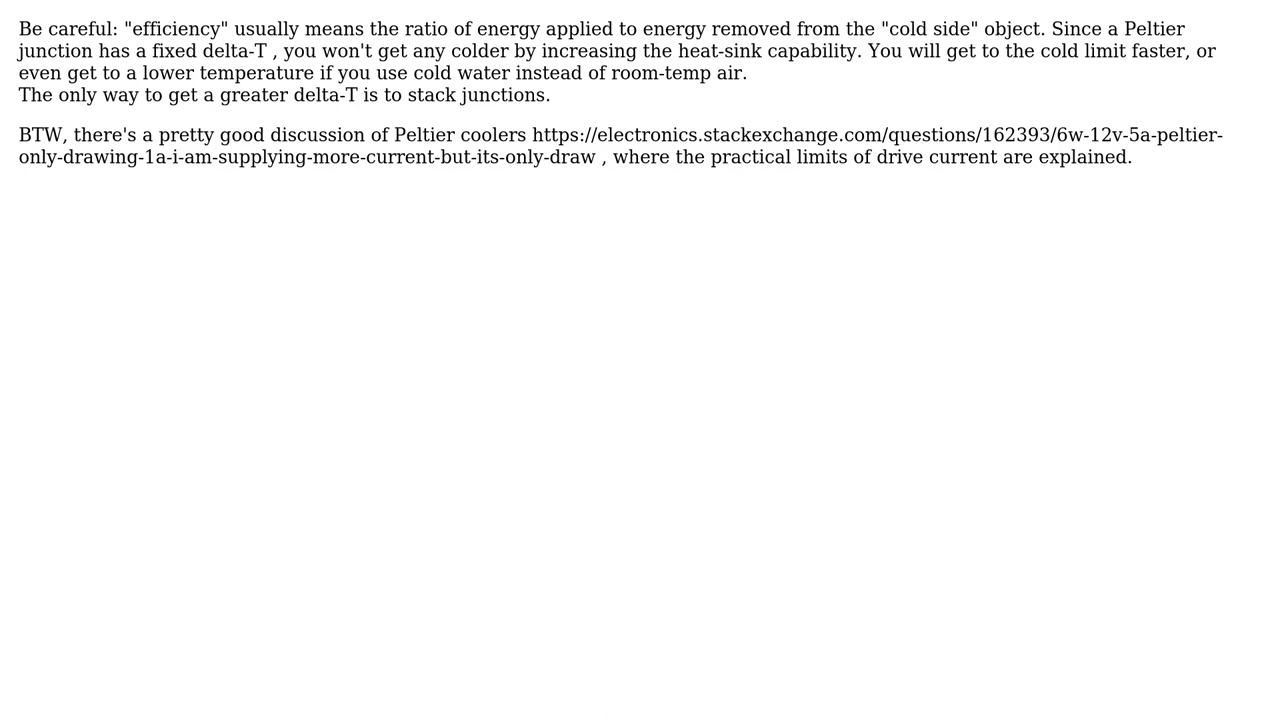 Be careful: "efficiency" usually means the ratio of energy applied to energy removed from the "cold side" object. Since a Peltier
junction has a fixed delta-T , you won't get any colder by increasing the heat-sink capability. You will get to the cold limit faster, or
even get to a lower temperature if you use cold water instead of room-temp air.
The only way to get a greater delta-T is to stack junctions.
BTW, there's a pretty good discussion of Peltier coolers https://electronics.stackexchange.com/questions/162393/6w-12v-5a-peltier-
only-drawing-1a-i-am-supplying-more-current-but-its-only-draw , where the practical limits of drive current are explained.